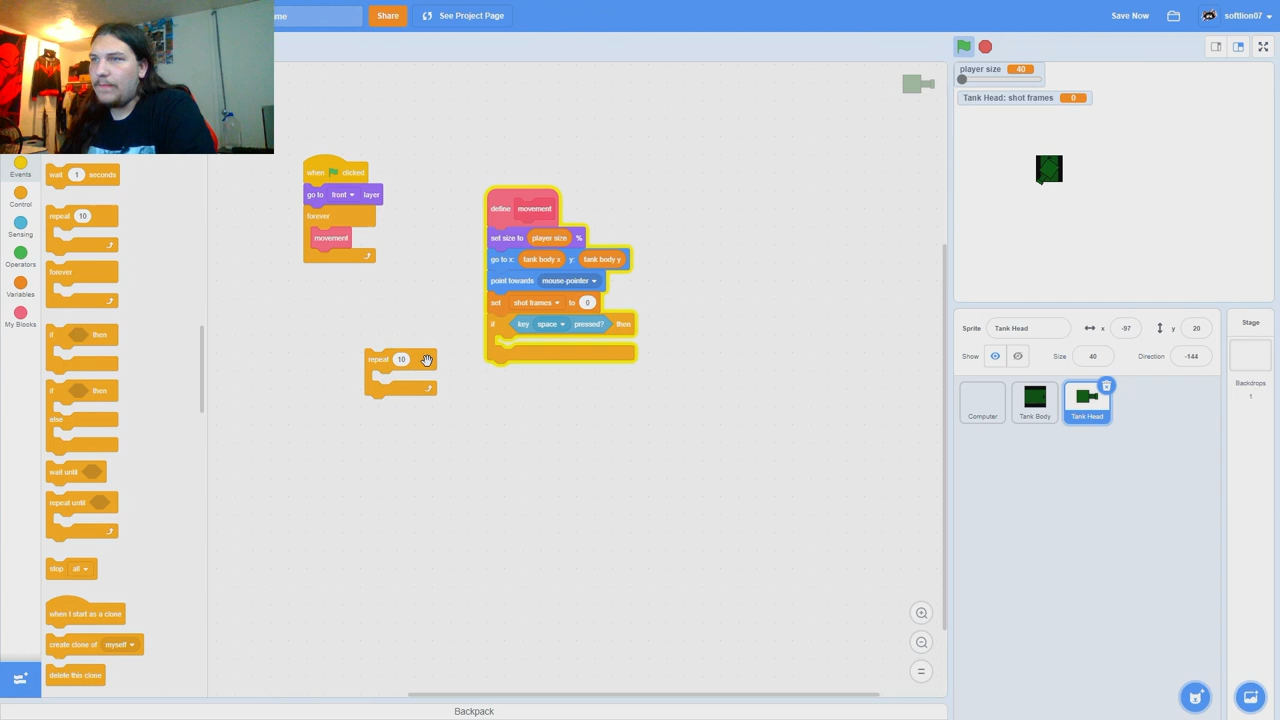 me
Share
See Project Page
Save Now
softlion07
Events
Control
Sensing
Operators
Variables
My Blocks
wait 1 seconds
repeat 10
forever
if then
if then
else
wait until
repeat until
stop all
when I start as a clone
create clone of myself
delete this clone
when clicked
go to front layer
forever
movement
repeat 10
define movement
set size to player size %
go to x: tank body x y: tank body y
point towards mouse-pointer
set shot frames to 0
if key space pressed? then
player size 40
Tank Head: shot frames 0
Sprite Tank Head x -97 y 20
Show Size 40 Direction -144
Computer
Tank Body
Tank Head
Stage
Backdrops
1
Backpack